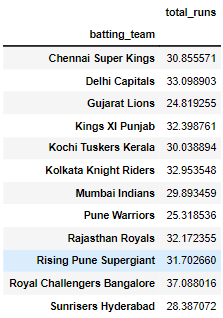 total_runs
batting_team
Chennai Super Kings 30.855571
Delhi Capitals 33.098903
Gujarat Lions 24.819255
Kings XI Punjab 32.398761
Kochi Tuskers Kerala 30.038894
Kolkata Knight Riders 32.953548
Mumbai Indians 29.893459
Pune Warriors 25.318536
Rajasthan Royals 32.172355
Rising Pune Supergiant 31.702660
Royal Challengers Bangalore 37.088016
Sunrisers Hyderabad 28.387072